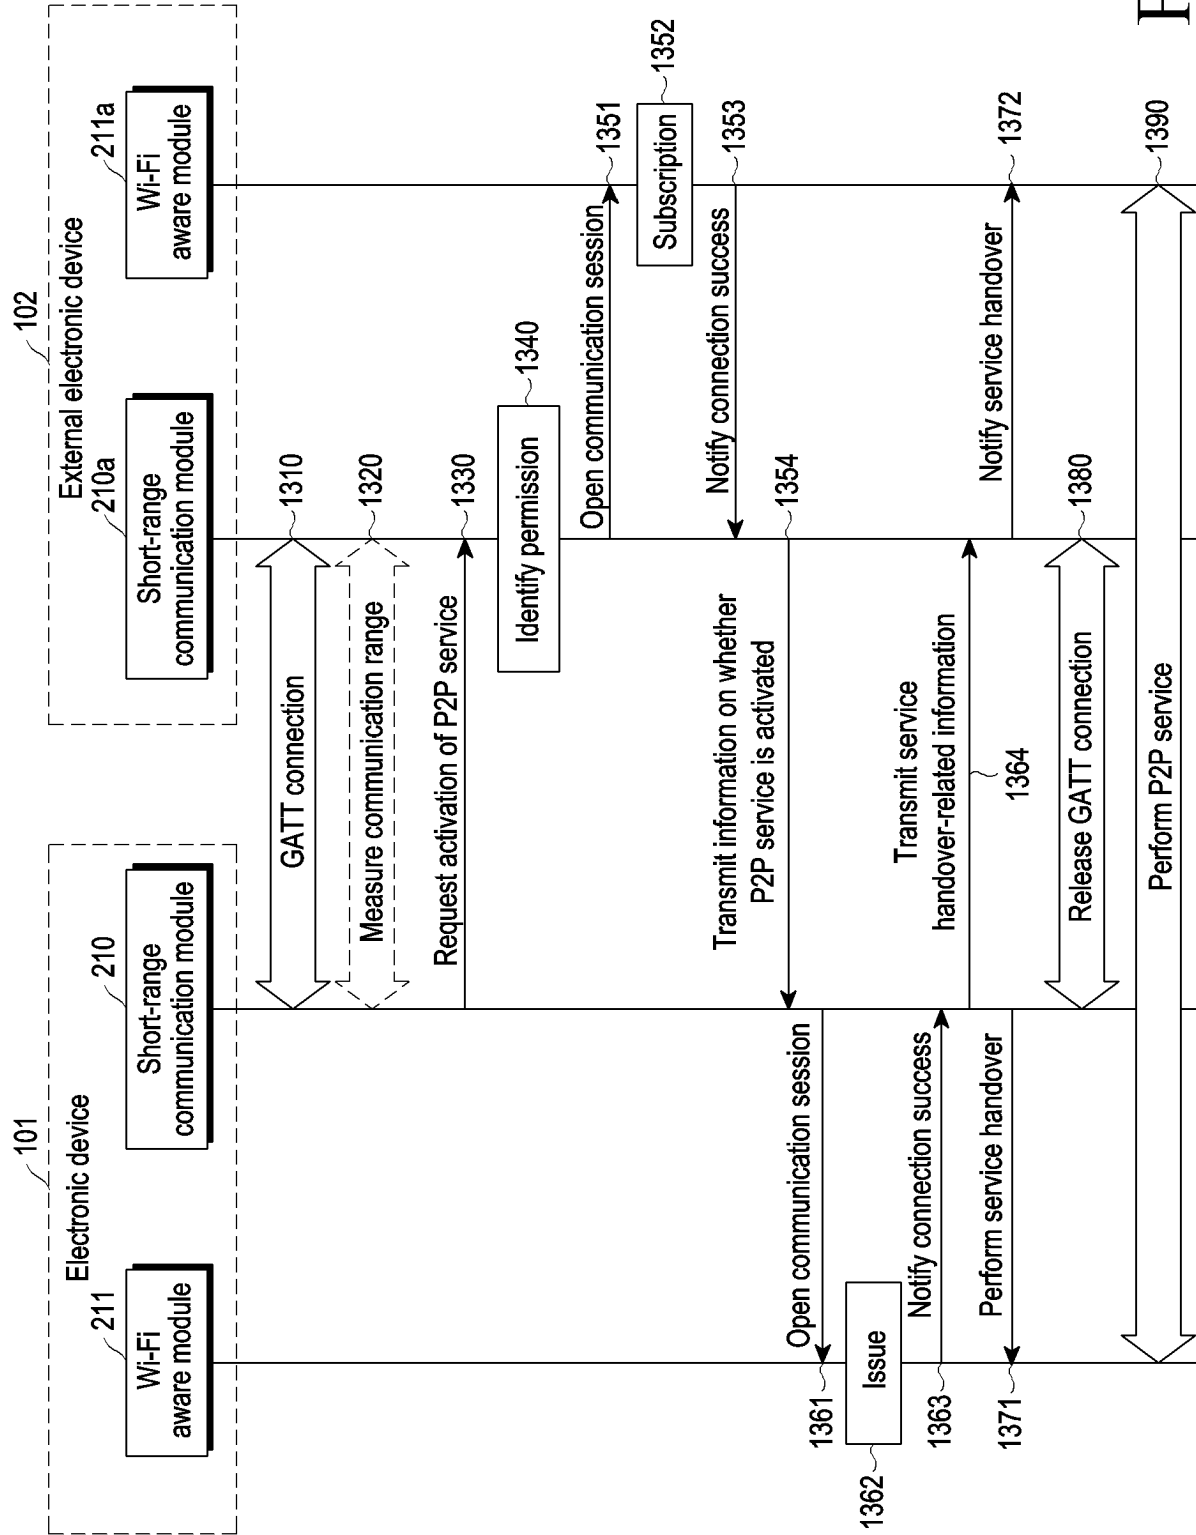 101
Electronic device
102
External electronic device
211
Wi-Fi
aware module
210
Short-range
communication module
210a
Short-range
communication module
211a
Wi-Fi
aware module
GATT connection
1310
Measure communication range
1320
Request activation of P2P service
1330
Identify permission
1340
Open communication session
1351
Subscription
1352
Notify connection success
1353
Transmit information on whether
P2P service is activated
1354
Open communication session
1361
Issue
1362
Notify connection success
1363
Transmit service
handover-related information
1364
Perform service handover
1371
Notify service handover
1372
Release GATT connection
1380
Perform P2P service
1390